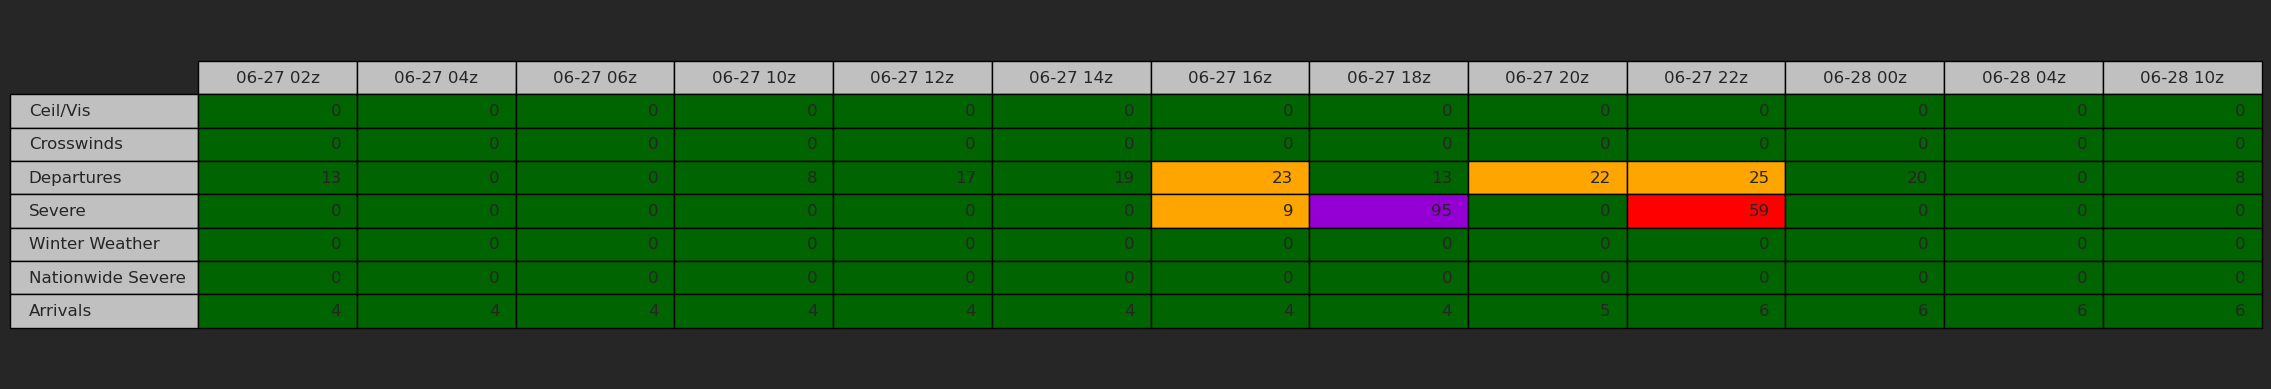 06-27 02z 06-27 04z 06-27 06z 06-27 10z 06-27 12z 06-27 14z 06-27 16z 06-27 18z 06-27 20z 06-27 22z 06-28 00z 06-28 04z 06-28 10z
Ceil/Vis 0 0 0 0 0 0 0 0 0 0 0 0 0
Crosswinds 0 0 0 0 0 0 0 0 0 0 0 0 0
Departures 13 0 0 8 17 19 23 13 22 25 20 0 8
Severe 0 0 0 0 0 0 9 95 0 59 0 0 0
Winter Weather 0 0 0 0 0 0 0 0 0 0 0 0 0
Nationwide Severe 0 0 0 0 0 0 0 0 0 0 0 0 0
Arrivals 4 4 4 4 4 4 4 4 5 6 6 6 6